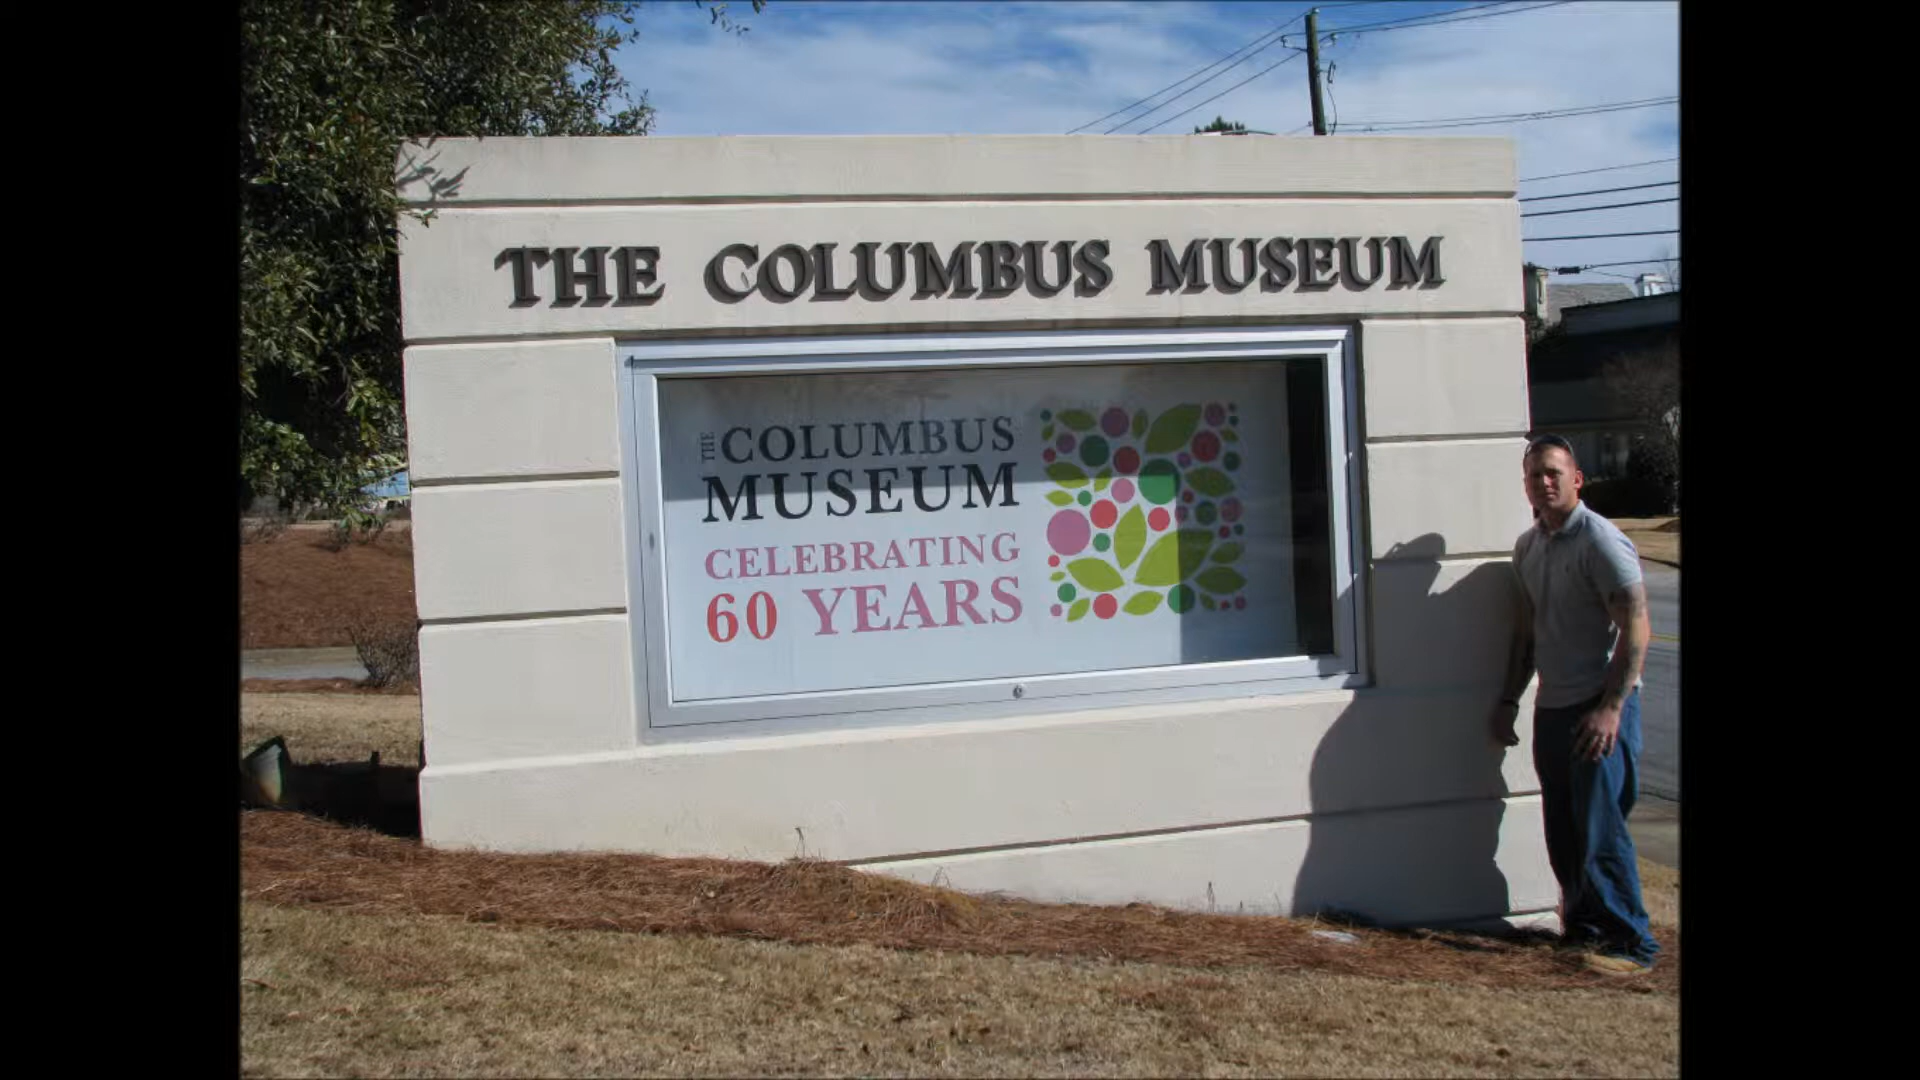 THE COLUMBUS MUSEUM
THE COLUMBUS
MUSEUM
CELEBRATING
60 YEARS